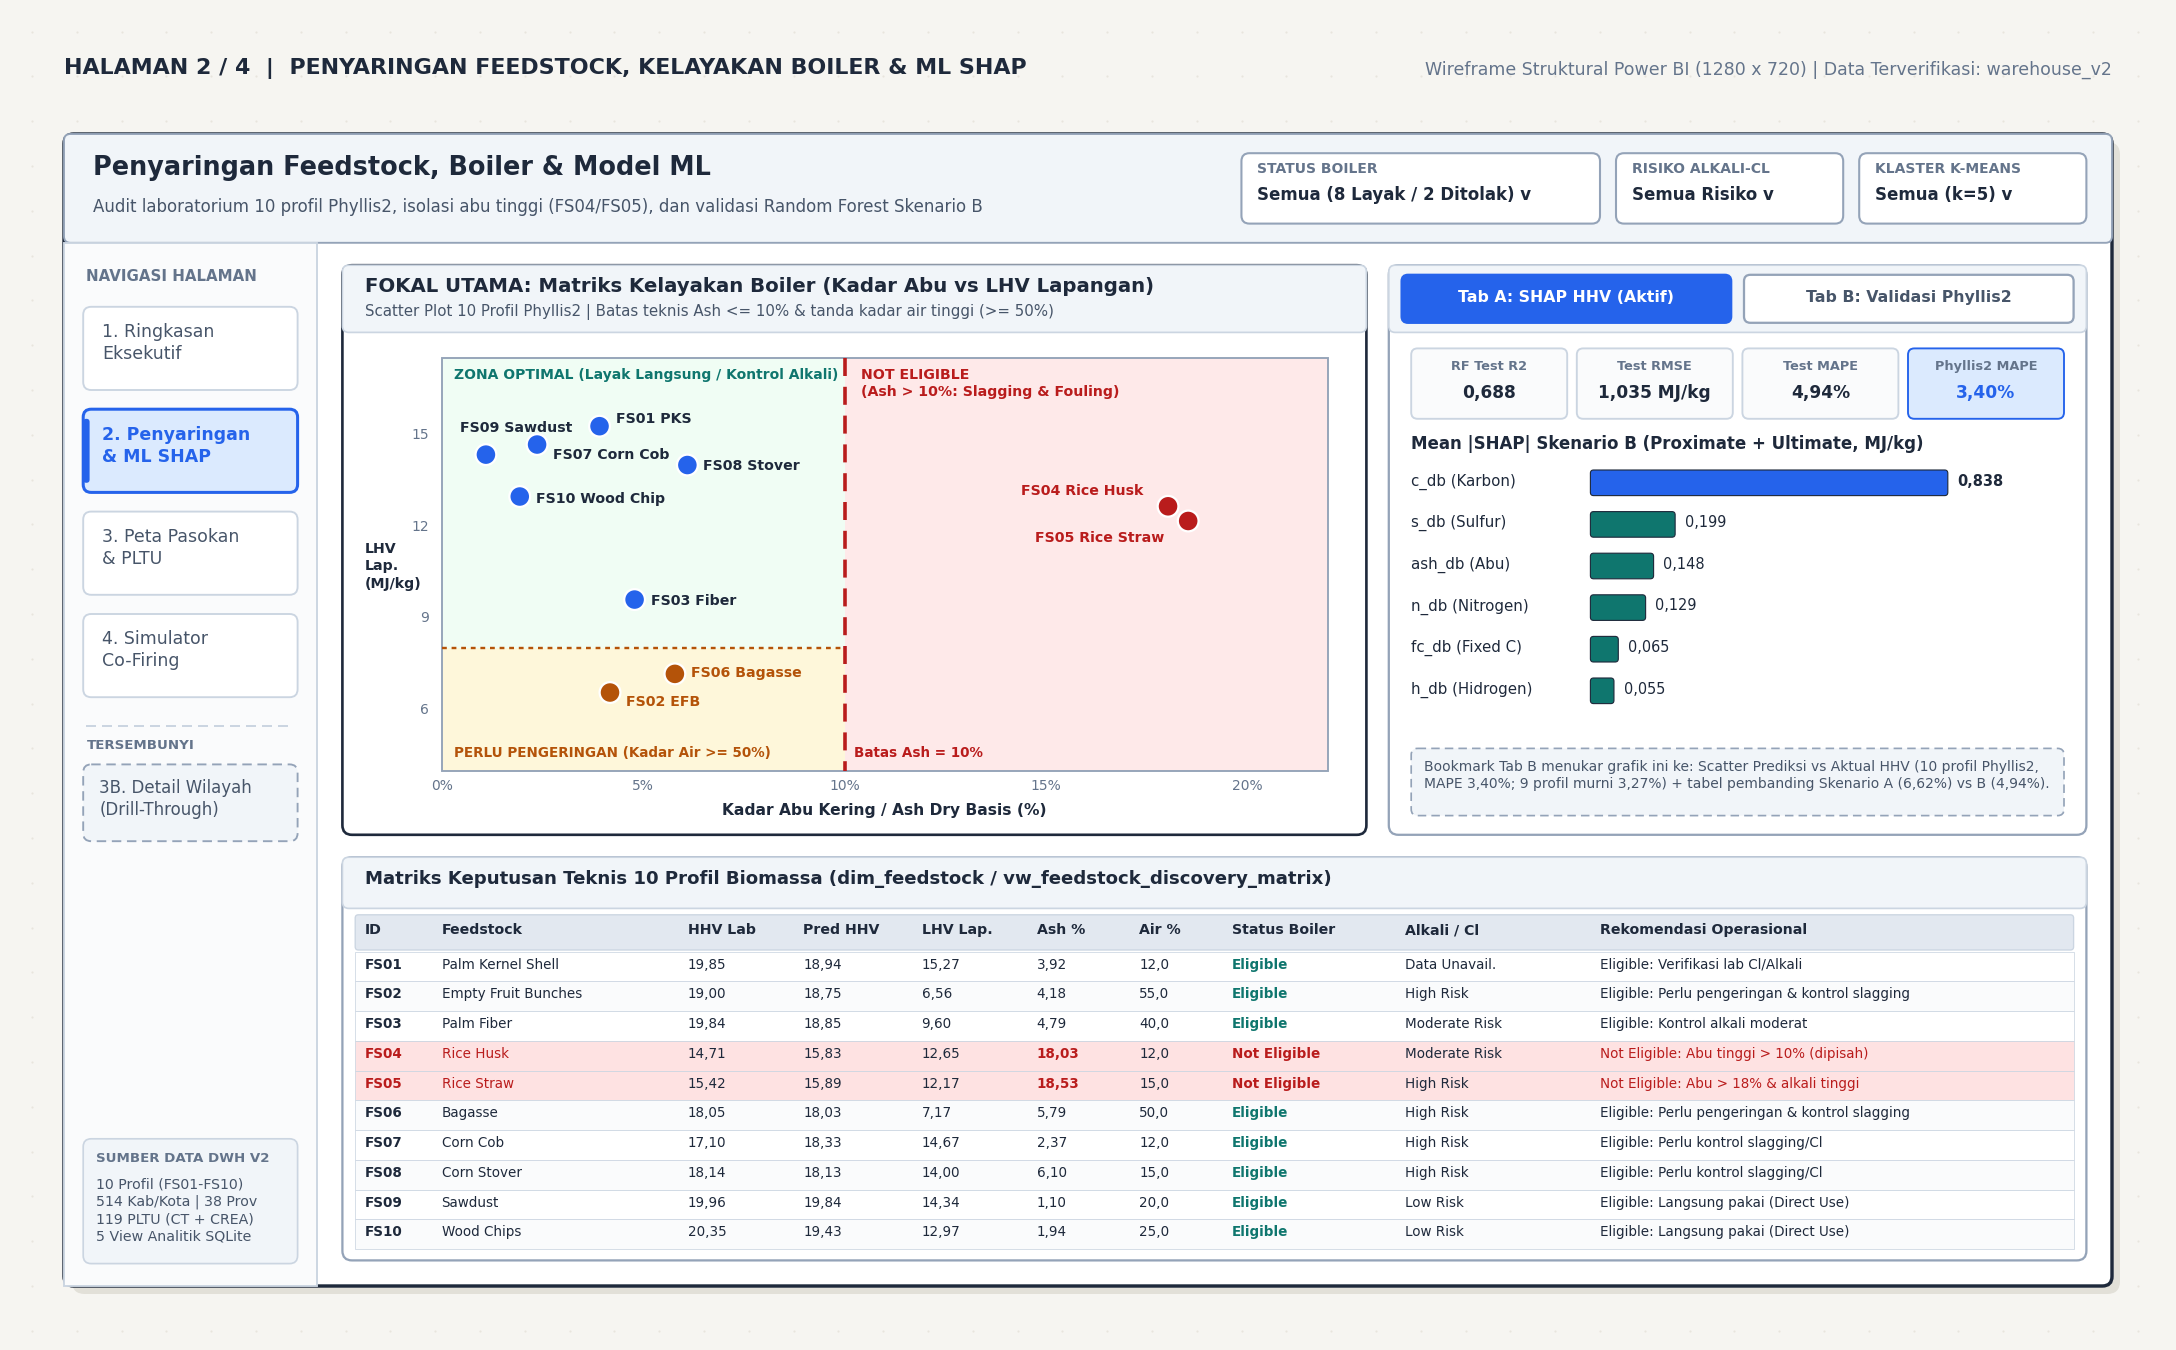 HALAMAN 2 / 4 | PENYARINGAN FEEDSTOCK, KELAYAKAN BOILER & ML SHAP
Wireframe Struktural Power BI (1280 x 720) | Data Terverifikasi: warehouse_v2
Penyaringan Feedstock, Boiler & Model ML
Audit laboratorium 10 profil Phyllis2, isolasi abu tinggi (FS04/FS05), dan validasi Random Forest Skenario B
STATUS BOILER
Semua (8 Layak / 2 Ditolak) v
RISIKO ALKALI-CL
Semua Risiko v
KLASTER K-MEANS
Semua (k=5) v
NAVIGASI HALAMAN
1. Ringkasan
Eksekutif
2. Penyaringan
& ML SHAP
3. Peta Pasokan
& PLTU
4. Simulator
Co-Firing
TERSEMBUNYI
3B. Detail Wilayah
(Drill-Through)
SUMBER DATA DWH V2
10 Profil (FS01-FS10)
514 Kab/Kota | 38 Prov
119 PLTU (CT + CREA)
5 View Analitik SQLite
FOKAL UTAMA: Matriks Kelayakan Boiler (Kadar Abu vs LHV Lapangan)
Scatter Plot 10 Profil Phyllis2 | Batas teknis Ash <= 10% & tanda kadar air tinggi (>= 50%)
ZONA OPTIMAL (Layak Langsung / Kontrol Alkali)
NOT ELIGIBLE
(Ash > 10%: Slagging & Fouling)
FS09 Sawdust
FS01 PKS
FS07 Corn Cob
FS08 Stover
FS10 Wood Chip
FS04 Rice Husk
FS05 Rice Straw
FS03 Fiber
FS06 Bagasse
FS02 EFB
PERLU PENGERINGAN (Kadar Air >= 50%)
Batas Ash = 10%
15
12
9
6
LHV
Lap.
(MJ/kg)
0% 5% 10% 15% 20%
Kadar Abu Kering / Ash Dry Basis (%)
Tab A: SHAP HHV (Aktif)
Tab B: Validasi Phyllis2
RF Test R2
0,688
Test RMSE
1,035 MJ/kg
Test MAPE
4,94%
Phyllis2 MAPE
3,40%
Mean |SHAP| Skenario B (Proximate + Ultimate, MJ/kg)
c_db (Karbon) 0,838
s_db (Sulfur) 0,199
ash_db (Abu) 0,148
n_db (Nitrogen) 0,129
fc_db (Fixed C) 0,065
h_db (Hidrogen) 0,055
Bookmark Tab B menukar grafik ini ke: Scatter Prediksi vs Aktual HHV (10 profil Phyllis2,
MAPE 3,40%; 9 profil murni 3,27%) + tabel pembanding Skenario A (6,62%) vs B (4,94%).
Matriks Keputusan Teknis 10 Profil Biomassa (dim_feedstock / vw_feedstock_discovery_matrix)
ID Feedstock HHV Lab Pred HHV LHV Lap. Ash % Air % Status Boiler Alkali / Cl Rekomendasi Operasional
FS01 Palm Kernel Shell 19,85 18,94 15,27 3,92 12,0 Eligible Data Unavail. Eligible: Verifikasi lab Cl/Alkali
FS02 Empty Fruit Bunches 19,00 18,75 6,56 4,18 55,0 Eligible High Risk Eligible: Perlu pengeringan & kontrol slagging
FS03 Palm Fiber 19,84 18,85 9,60 4,79 40,0 Eligible Moderate Risk Eligible: Kontrol alkali moderat
FS04 Rice Husk 14,71 15,83 12,65 18,03 12,0 Not Eligible Moderate Risk Not Eligible: Abu tinggi > 10% (dipisah)
FS05 Rice Straw 15,42 15,89 12,17 18,53 15,0 Not Eligible High Risk Not Eligible: Abu > 18% & alkali tinggi
FS06 Bagasse 18,05 18,03 7,17 5,79 50,0 Eligible High Risk Eligible: Perlu pengeringan & kontrol slagging
FS07 Corn Cob 17,10 18,33 14,67 2,37 12,0 Eligible High Risk Eligible: Perlu kontrol slagging/Cl
FS08 Corn Stover 18,14 18,13 14,00 6,10 15,0 Eligible High Risk Eligible: Perlu kontrol slagging/Cl
FS09 Sawdust 19,96 19,84 14,34 1,10 20,0 Eligible Low Risk Eligible: Langsung pakai (Direct Use)
FS10 Wood Chips 20,35 19,43 12,97 1,94 25,0 Eligible Low Risk Eligible: Langsung pakai (Direct Use)